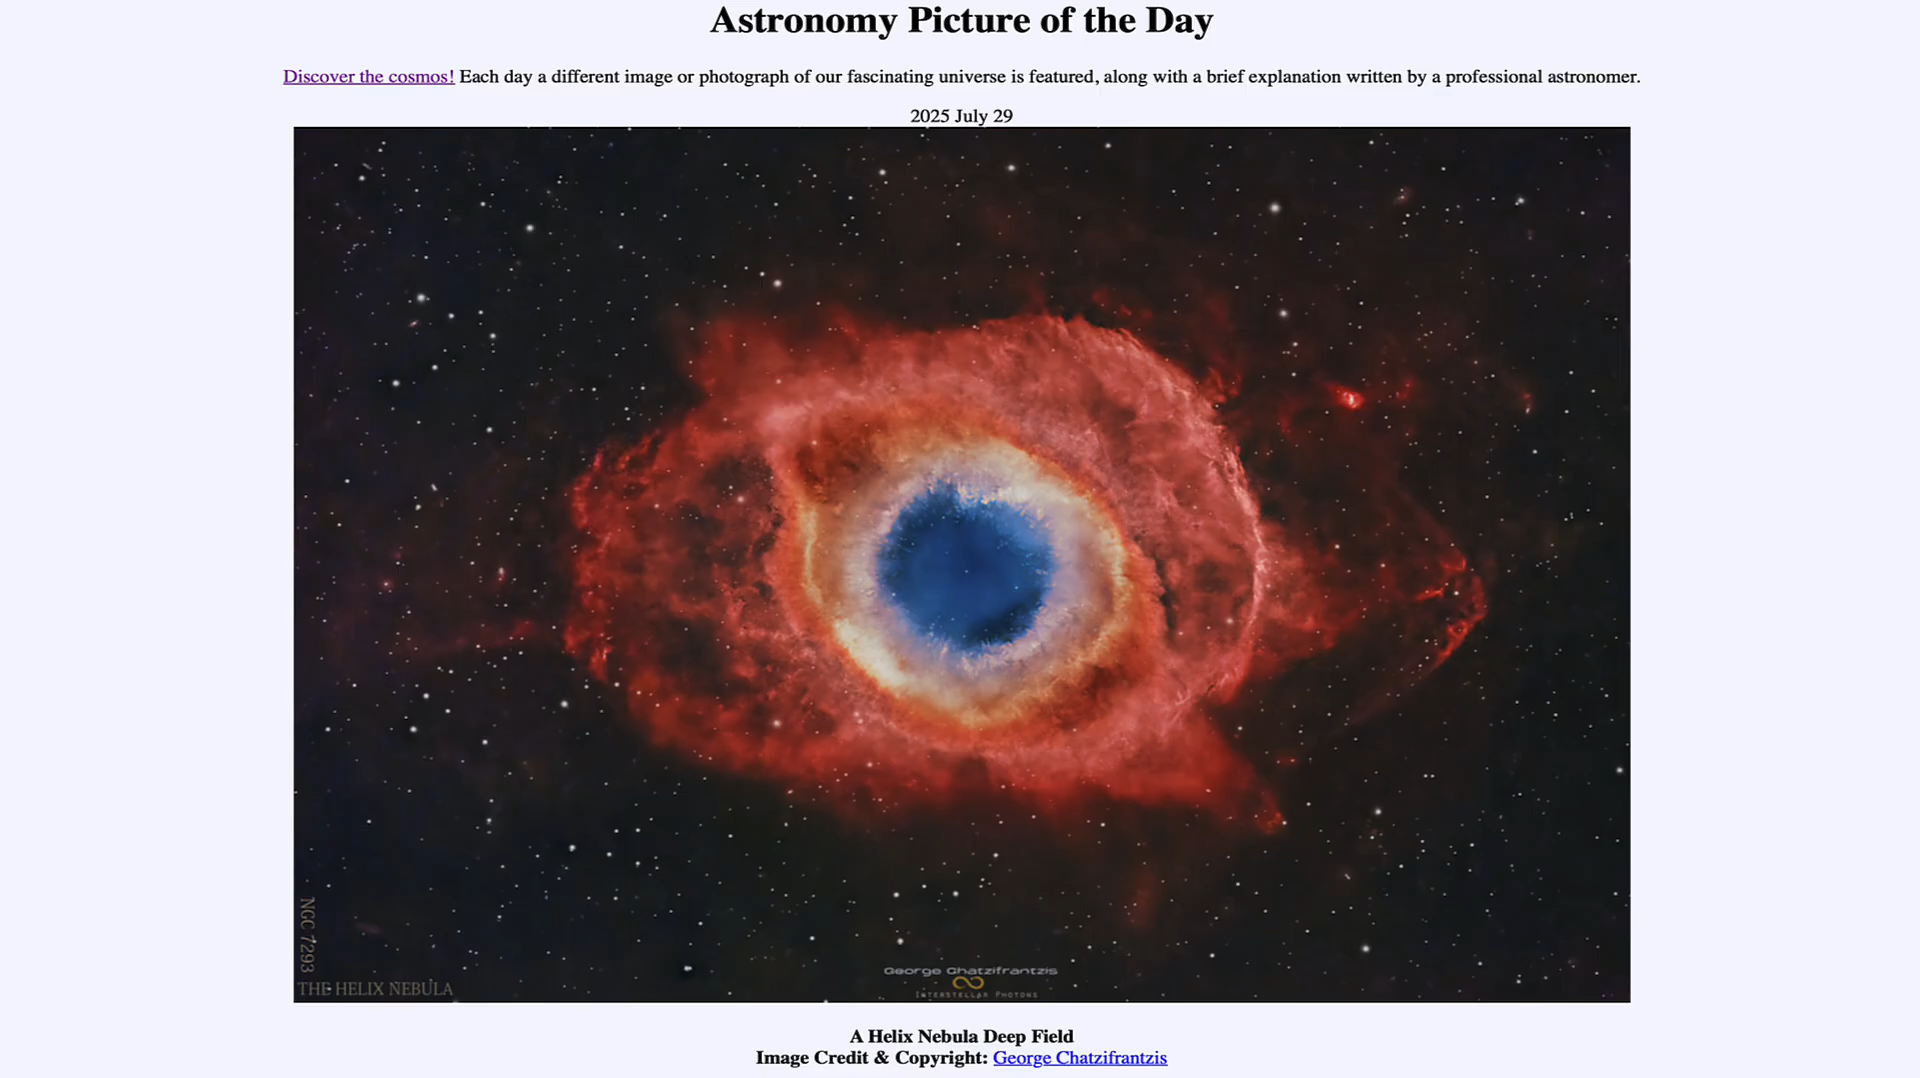 Astronomy Picture of the Day
Discover the cosmos! Each day a different image or photograph of our fascinating universe is featured, along with a brief explanation written by a professional astronomer.
2025 July 29
NGC 7293
THE HELIX NEBULA
George Chatzifrantzis
Interstellar Photons
A Helix Nebula Deep Field
Image Credit & Copyright: George Chatzifrantzis